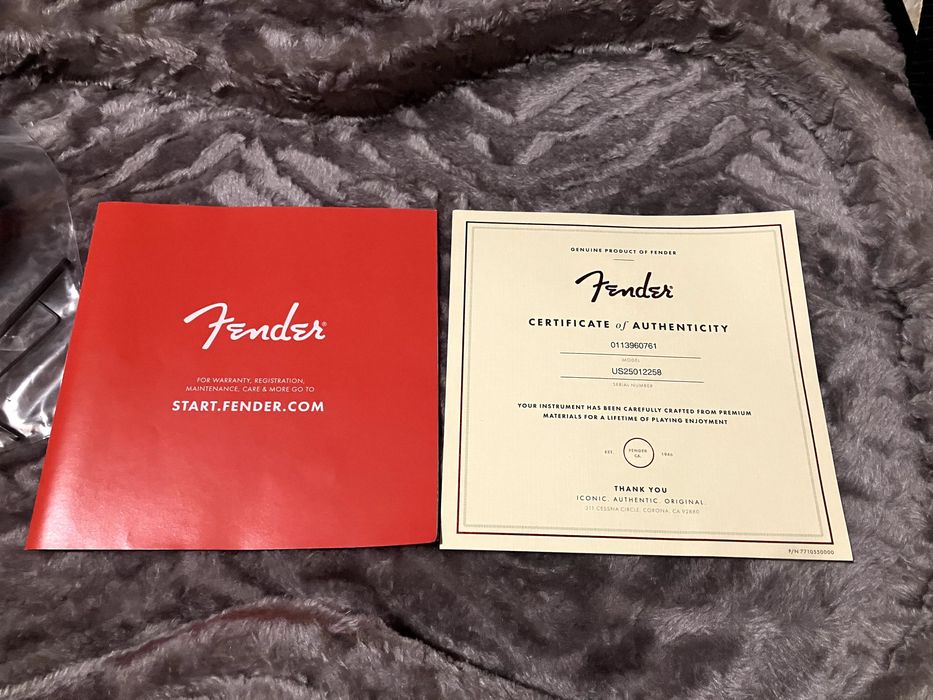 Fender®
FOR WARRANTY, REGISTRATION,
MAINTENANCE, CARE & MORE GO TO
START.FENDER.COM
GENUINE PRODUCT OF FENDER
Fender
CERTIFICATE of AUTHENTICITY
0113960761
MODEL
US25012258
SERIAL NUMBER
YOUR INSTRUMENT HAS BEEN CAREFULLY CRAFTED FROM PREMIUM
MATERIALS FOR A LIFETIME OF PLAYING ENJOYMENT
EST. FENDER CA. 1946
THANK YOU
ICONIC. AUTHENTIC. ORIGINAL.
311 CESSNA CIRCLE, CORONA, CA 92880
P/N 7710550000